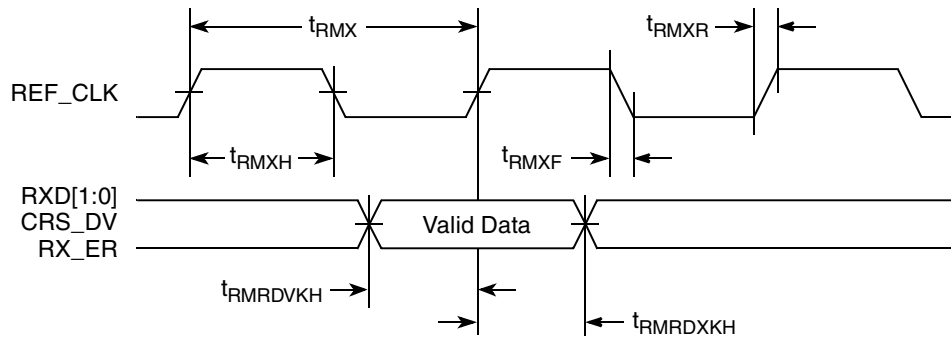 tRMX
tRMXR
REF_CLK
tRMXH
tRMXF
RXD[1:0]
CRS_DV
RX_ER
Valid Data
tRMRDVKH
tRMRDXKH